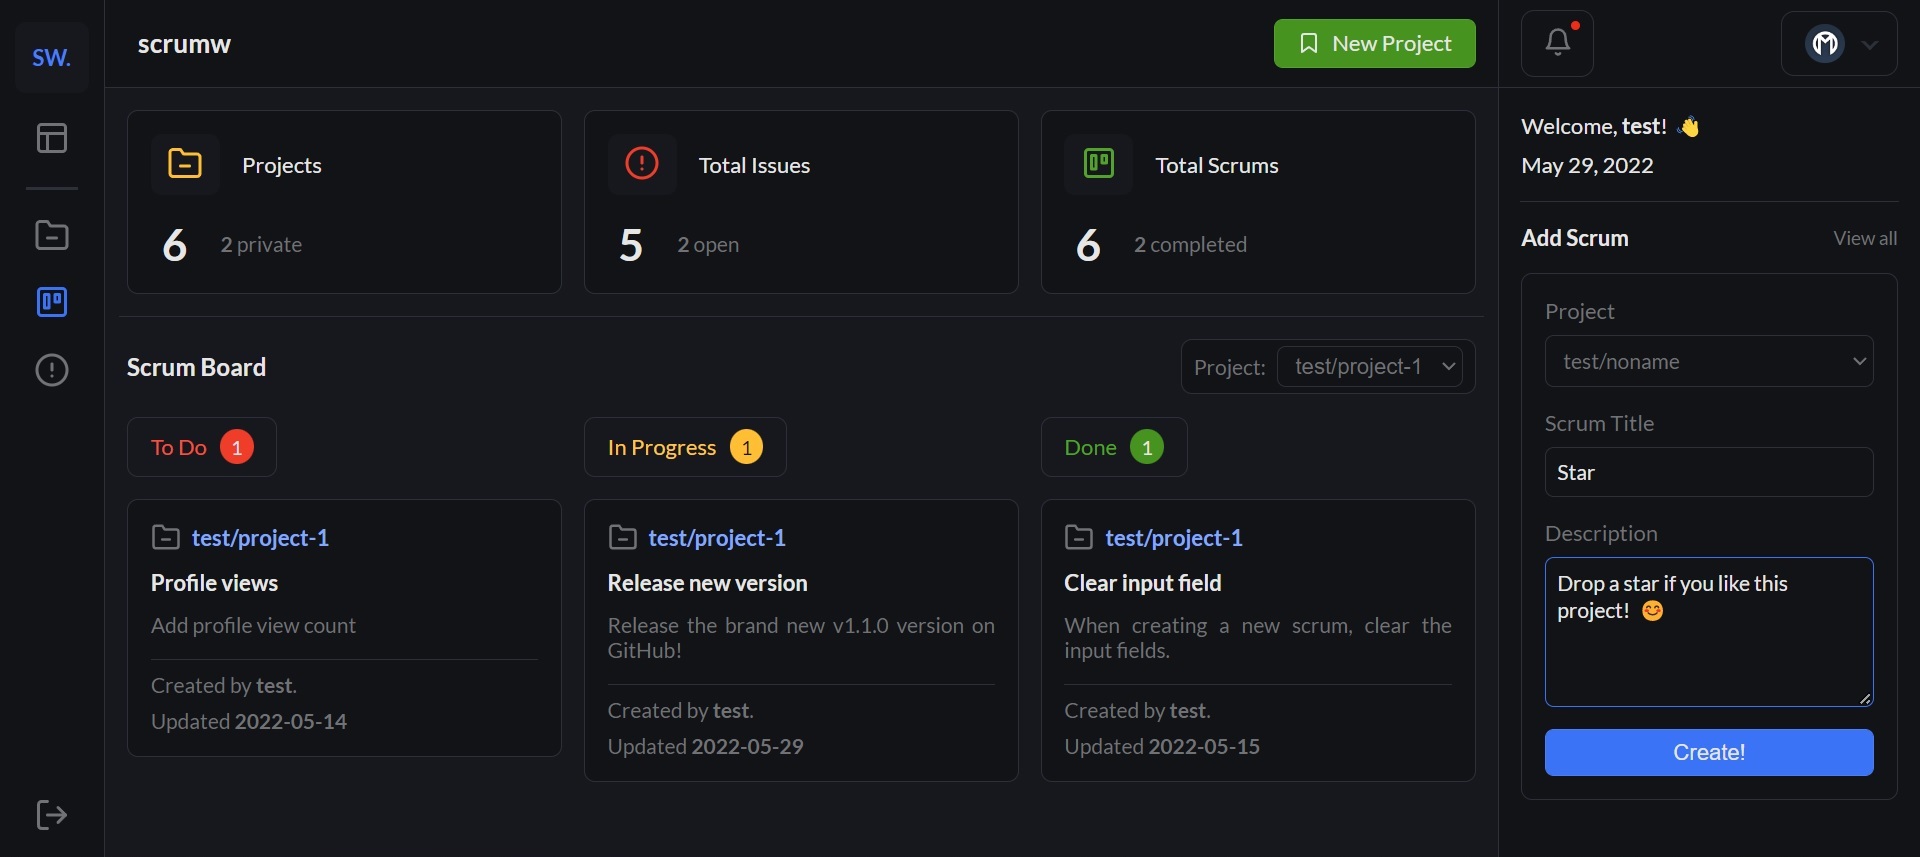 SW.
scrumw
New Project
Projects
6 2 private
Total Issues
5 2 open
Total Scrums
6 2 completed
Scrum Board
Project: test/project-1
To Do 1
test/project-1
Profile views
Add profile view count
Created by test.
Updated 2022-05-14
In Progress 1
test/project-1
Release new version
Release the brand new v1.1.0 version on
GitHub!
Created by test.
Updated 2022-05-29
Done 1
test/project-1
Clear input field
When creating a new scrum, clear the
input fields.
Created by test.
Updated 2022-05-15
Welcome, test! 👋
May 29, 2022
Add Scrum
View all
Project
test/noname
Scrum Title
Star
Description
Drop a star if you like this
project! 😊
Create!